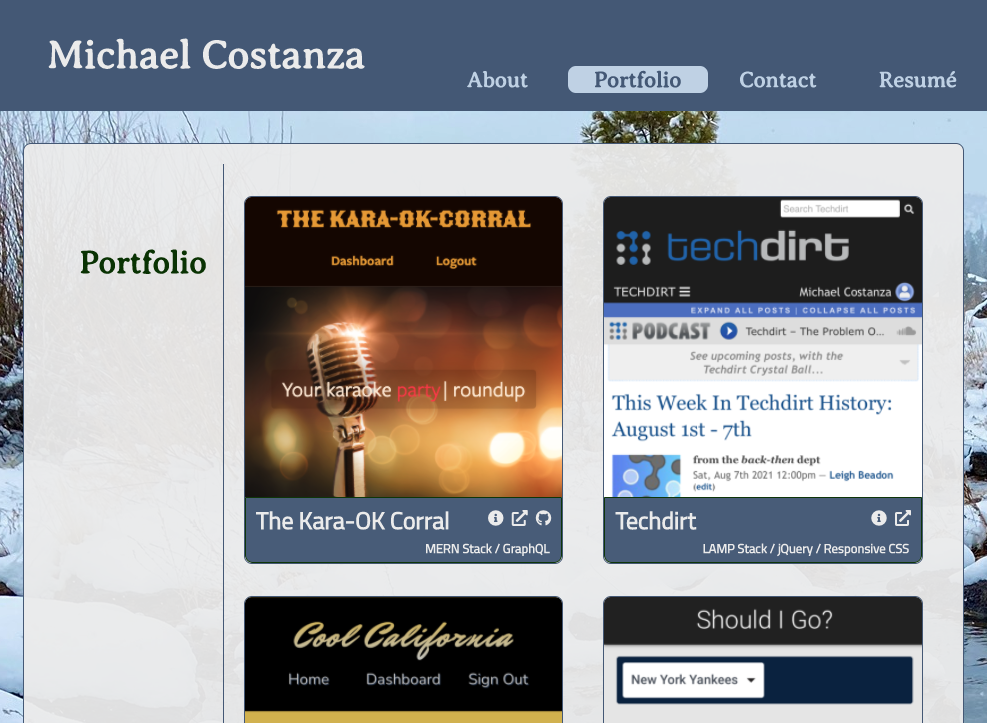 Michael Costanza
About
Portfolio
Contact
Resumé
Portfolio
THE KARA-OK-CORRAL
Dashboard
Logout
Your karaoke party| roundup
The Kara-OK Corral
MERN Stack / GraphQL
Search Techdirt
techdirt
TECHDIRT
Michael Costanza
EXPAND ALL POSTS | COLLAPSE ALL POSTS
PODCAST
Techdirt – The Problem O...
See upcoming posts, with the
Techdirt Crystal Ball...
This Week In Techdirt History:
August 1st - 7th
from the back-then dept
Sat, Aug 7th 2021 12:00pm — Leigh Beadon
(edit)
Techdirt
LAMP Stack / jQuery / Responsive CSS
Cool California
Home
Dashboard
Sign Out
Should I Go?
New York Yankees